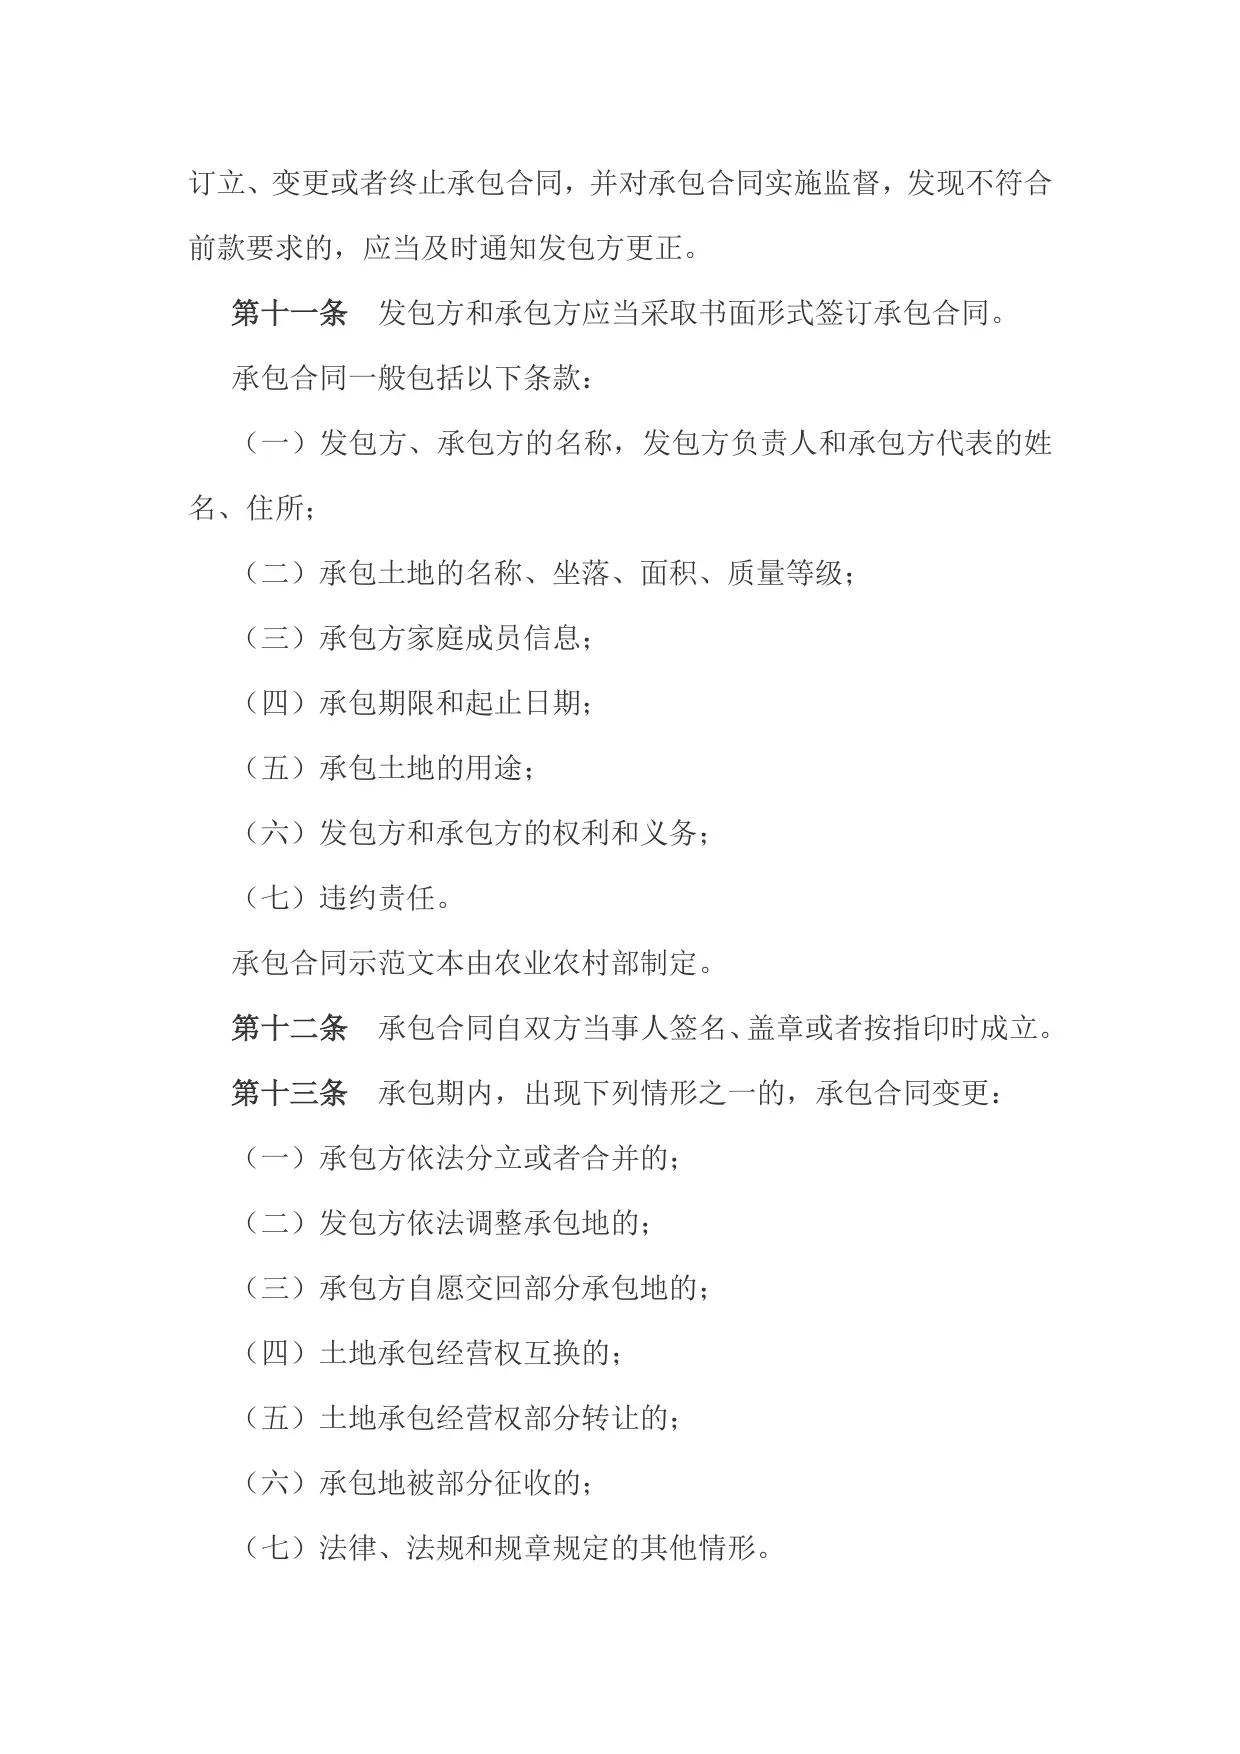 订立、变更或者终止承包合同，并对承包合同实施监督，发现不符合
前款要求的，应当及时通知发包方更正。
第十一条　发包方和承包方应当采取书面形式签订承包合同。
承包合同一般包括以下条款：
（一）发包方、承包方的名称，发包方负责人和承包方代表的姓
名、住所；
（二）承包土地的名称、坐落、面积、质量等级；
（三）承包方家庭成员信息；
（四）承包期限和起止日期；
（五）承包土地的用途；
（六）发包方和承包方的权利和义务；
（七）违约责任。
承包合同示范文本由农业农村部制定。
第十二条　承包合同自双方当事人签名、盖章或者按指印时成立。
第十三条　承包期内，出现下列情形之一的，承包合同变更：
（一）承包方依法分立或者合并的；
（二）发包方依法调整承包地的；
（三）承包方自愿交回部分承包地的；
（四）土地承包经营权互换的；
（五）土地承包经营权部分转让的；
（六）承包地被部分征收的；
（七）法律、法规和规章规定的其他情形。